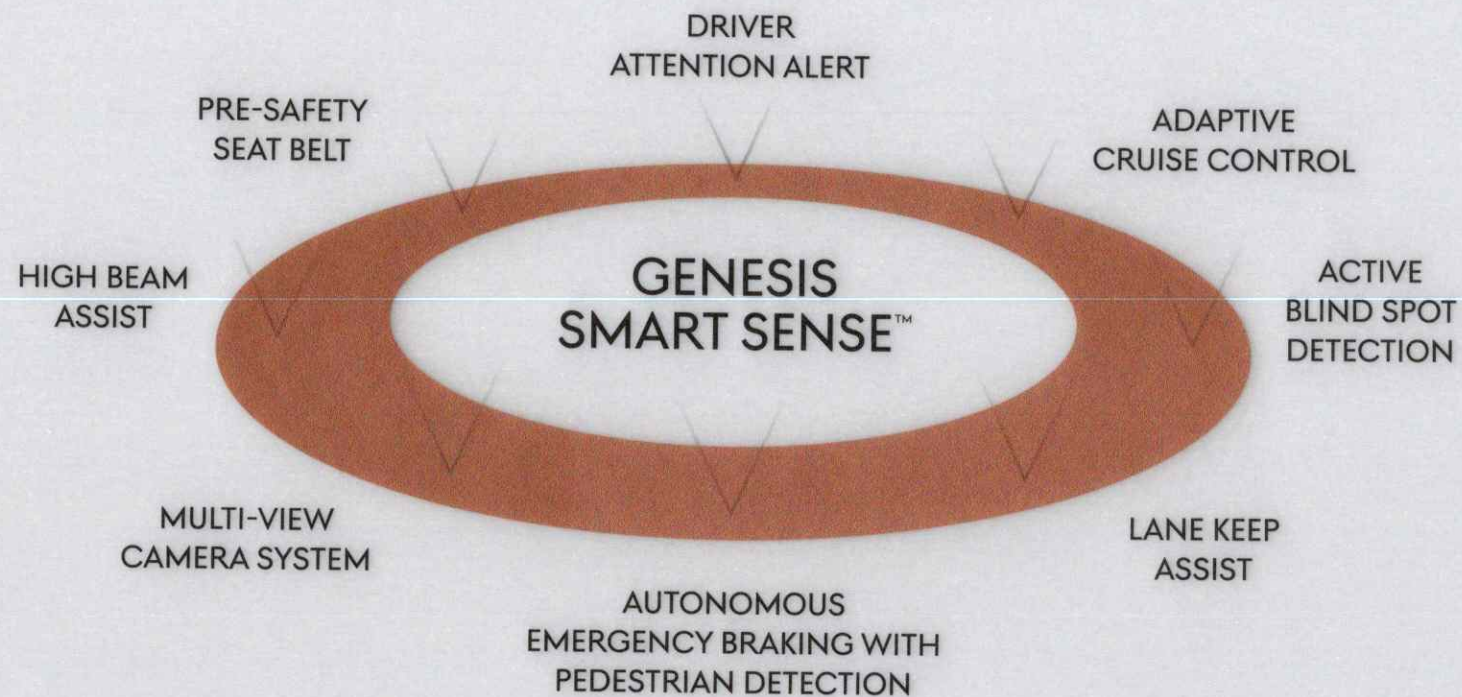 DRIVER
ATTENTION ALERT
PRE-SAFETY
SEAT BELT
ADAPTIVE
CRUISE CONTROL
HIGH BEAM
ASSIST
GENESIS
SMART SENSE™
ACTIVE
BLIND SPOT
DETECTION
MULTI-VIEW
CAMERA SYSTEM
LANE KEEP
ASSIST
AUTONOMOUS
EMERGENCY BRAKING WITH
PEDESTRIAN DETECTION